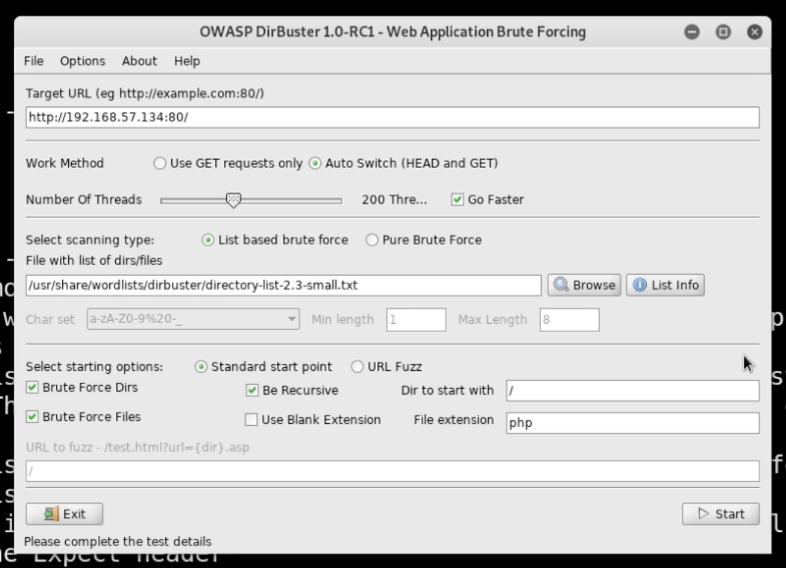 OWASP DirBuster 1.0-RC1 - Web Application Brute Forcing
File Options About Help
Target URL (eg http://example.com:80/)
http://192.168.57.134:80/
Work Method Use GET requests only Auto Switch (HEAD and GET)
Number Of Threads 200 Thre... Go Faster
Select scanning type: List based brute force Pure Brute Force
File with list of dirs/files
/usr/share/wordlists/dirbuster/directory-list-2.3-small.txt Browse List Info
Char set a-zA-Z0-9%20-_ Min length 1 Max Length 8
Select starting options: Standard start point URL Fuzz
Brute Force Dirs Be Recursive Dir to start with /
Brute Force Files Use Blank Extension File extension php
URL to fuzz - /test.html?url={dir}.asp
/
Exit Start
Please complete the test details